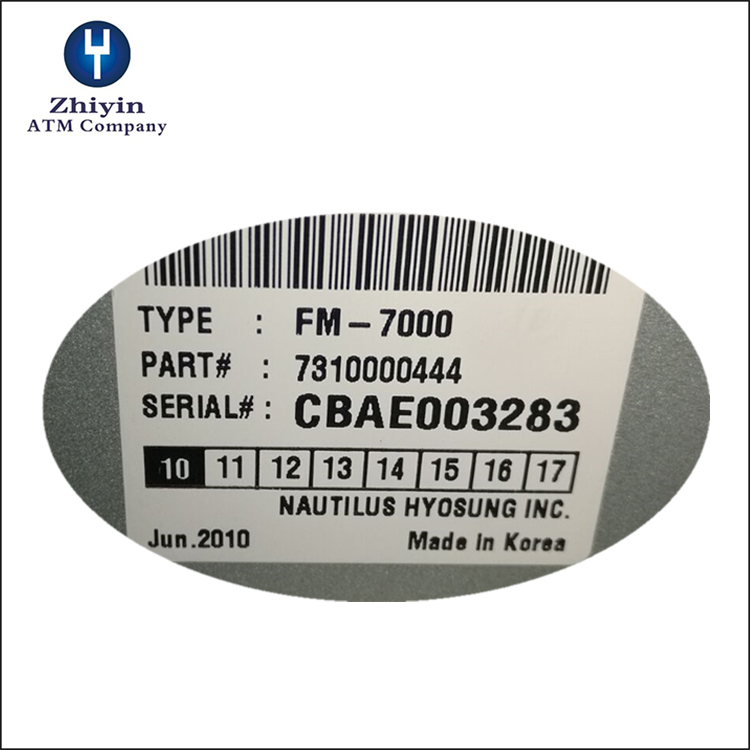 Zhiyin
ATM Company
TYPE : FM-7000
PART# : 7310000444
SERIAL# : CBAE003283
10 11 12 13 14 15 16 17
NAUTILUS HYOSUNG INC.
Jun.2010 Made in Korea